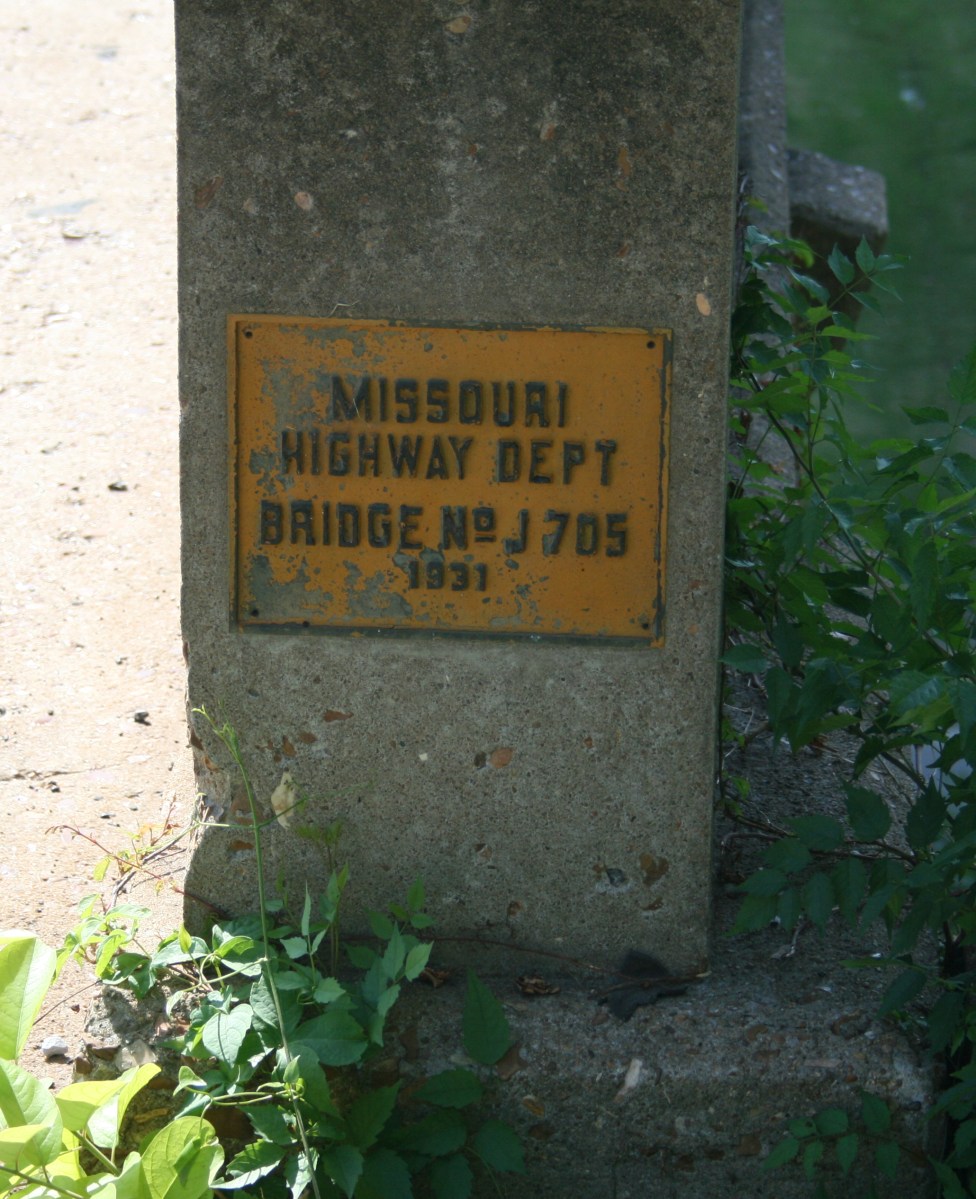 MISSOURI
HIGHWAY DEPT
BRIDGE Nº J 705
1931